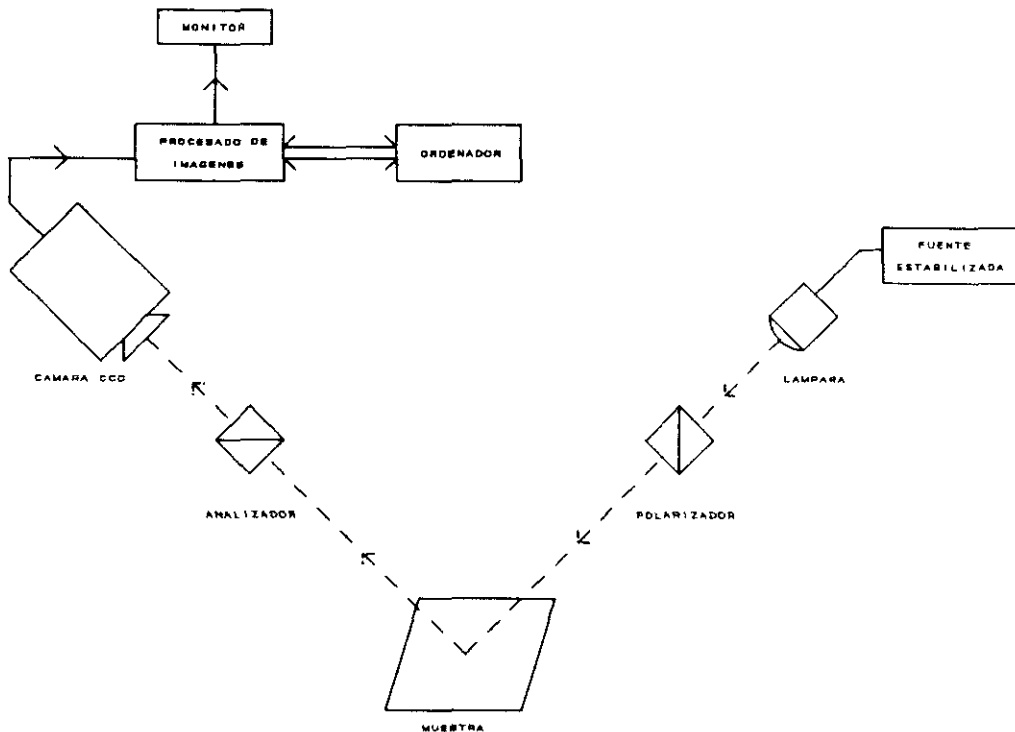 MONITOR
PROCESADO DE
IMAGENES
ORDENADOR
FUENTE
ESTABILIZADA
CAMARA CCD
LAMPARA
ANALIZADOR
POLARIZADOR
MUESTRA